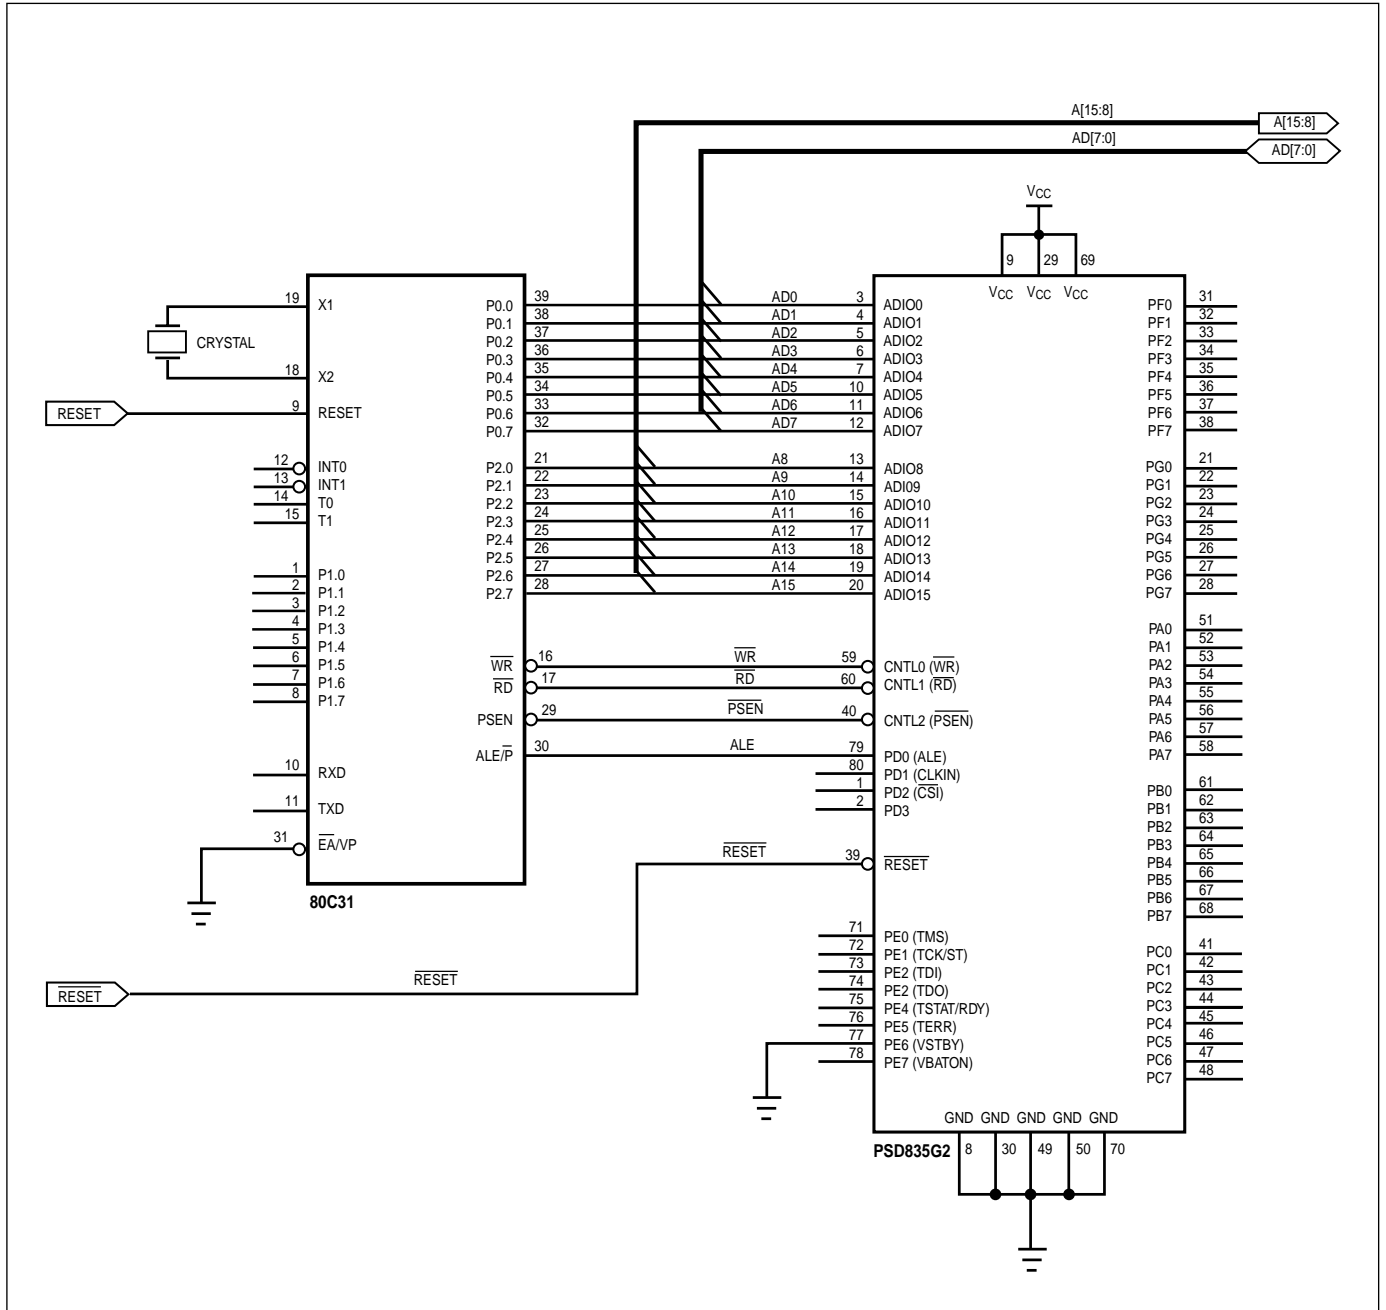 A[15:8]
A[15:8]
AD[7:0]
AD[7:0]
VCC
9 29 69
VCC VCC VCC
CRYSTAL
RESET
19 X1
18 X2
9 RESET
12 INT0
13 INT1
14 T0
15 T1
1 P1.0
2 P1.1
3 P1.2
4 P1.3
5 P1.4
6 P1.5
7 P1.6
8 P1.7
10 RXD
11 TXD
31 EA/VP
80C31
P0.0 39 AD0 3 ADIO0
P0.1 38 AD1 4 ADIO1
P0.2 37 AD2 5 ADIO2
P0.3 36 AD3 6 ADIO3
P0.4 35 AD4 7 ADIO4
P0.5 34 AD5 10 ADIO5
P0.6 33 AD6 11 ADIO6
P0.7 32 AD7 12 ADIO7
P2.0 21 A8 13 ADIO8
P2.1 22 A9 14 ADI09
P2.2 23 A10 15 ADIO10
P2.3 24 A11 16 ADIO11
P2.4 25 A12 17 ADIO12
P2.5 26 A13 18 ADIO13
P2.6 27 A14 19 ADIO14
P2.7 28 A15 20 ADIO15
WR 16 WR 59 CNTL0 (WR)
RD 17 RD 60 CNTL1 (RD)
PSEN 29 PSEN 40 CNTL2 (PSEN)
ALE/P 30 ALE 79 PD0 (ALE)
80 PD1 (CLKIN)
1 PD2 (CSI)
2 PD3
RESET 39 RESET
71 PE0 (TMS)
72 PE1 (TCK/ST)
73 PE2 (TDI)
74 PE2 (TDO)
75 PE4 (TSTAT/RDY)
76 PE5 (TERR)
77 PE6 (VSTBY)
78 PE7 (VBATON)
RESET RESET
PF0 31
PF1 32
PF2 33
PF3 34
PF4 35
PF5 36
PF6 37
PF7 38
PG0 21
PG1 22
PG2 23
PG3 24
PG4 25
PG5 26
PG6 27
PG7 28
PA0 51
PA1 52
PA2 53
PA3 54
PA4 55
PA5 56
PA6 57
PA7 58
PB0 61
PB1 62
PB2 63
PB3 64
PB4 65
PB5 66
PB6 67
PB7 68
PC0 41
PC1 42
PC2 43
PC3 44
PC4 45
PC5 46
PC6 47
PC7 48
GND GND GND GND GND
PSD835G2 8 30 49 50 70